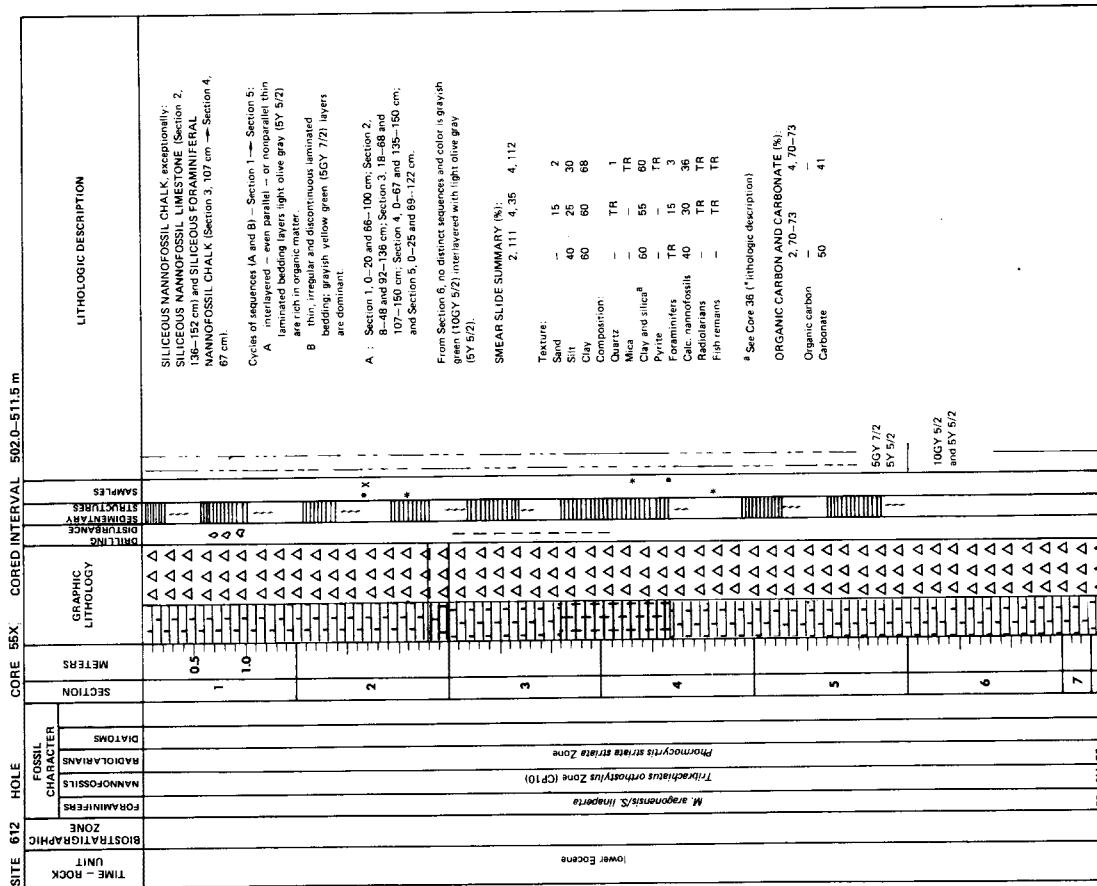 SITE 612 HOLE CORE 55X CORED INTERVAL 502.0–511.5 m
TIME – ROCK UNIT
BIOSTRATIGRAPHIC ZONE
FOSSIL CHARACTER
FORAMINIFERS
NANNOFOSSILS
RADIOLARIANS
DIATOMS
SECTION
METERS
GRAPHIC LITHOLOGY
DRILLING DISTURBANCE
SEDIMENTARY STRUCTURES
SAMPLES
LITHOLOGIC DESCRIPTION
lower Eocene
M. aragonensis/S. linaperta
Tribrachiatus orthostylus Zone (CP10)
Phormocyrtis striata striata Zone
1
2
3
4
5
6
7
0.5
1.0
5GY 7/2
5Y 5/2
10GY 5/2
and 5Y 5/2
SILICEOUS NANNOFOSSIL CHALK, exceptionally:
SILICEOUS NANNOFOSSIL LIMESTONE (Section 2,
136–152 cm) and SILICEOUS FORAMINIFERAL
NANNOFOSSIL CHALK (Section 3, 107 cm → Section 4,
67 cm).
Cycles of sequences (A and B) – Section 1 → Section 5:
A interlayered – even parallel – or nonparallel thin
laminated bedding layers light olive gray (5Y 5/2)
are rich in organic matter.
B thin, irregular and discontinuous laminated
bedding; grayish yellow green (5GY 7/2) layers
are dominant.
A : Section 1, 0–20 and 66–100 cm; Section 2,
8–48 and 92–136 cm; Section 3, 18–68 and
107–150 cm; Section 4, 0–67 and 135–150 cm;
and Section 5, 0–25 and 69–122 cm.
From Section 6, no distinct sequences and color is grayish
green (10GY 5/2) interlayered with light olive gray
(5Y 5/2).
SMEAR SLIDE SUMMARY (%):
2, 111 4, 35 4, 112
Texture:
Sand – 15 2
Silt 40 25 30
Clay 60 60 68
Composition:
Quartz – TR 1
Mica – – TR
Clay and silica a 60 55 60
Pyrite – – TR
Foraminifers TR 15 3
Calc. nannofossils 40 30 36
Radiolarians – TR TR
Fish remains – TR TR
a See Core 36 (*lithologic description)
ORGANIC CARBON AND CARBONATE (%):
2, 70–73 4, 70–73
Organic carbon – –
Carbonate 50 41